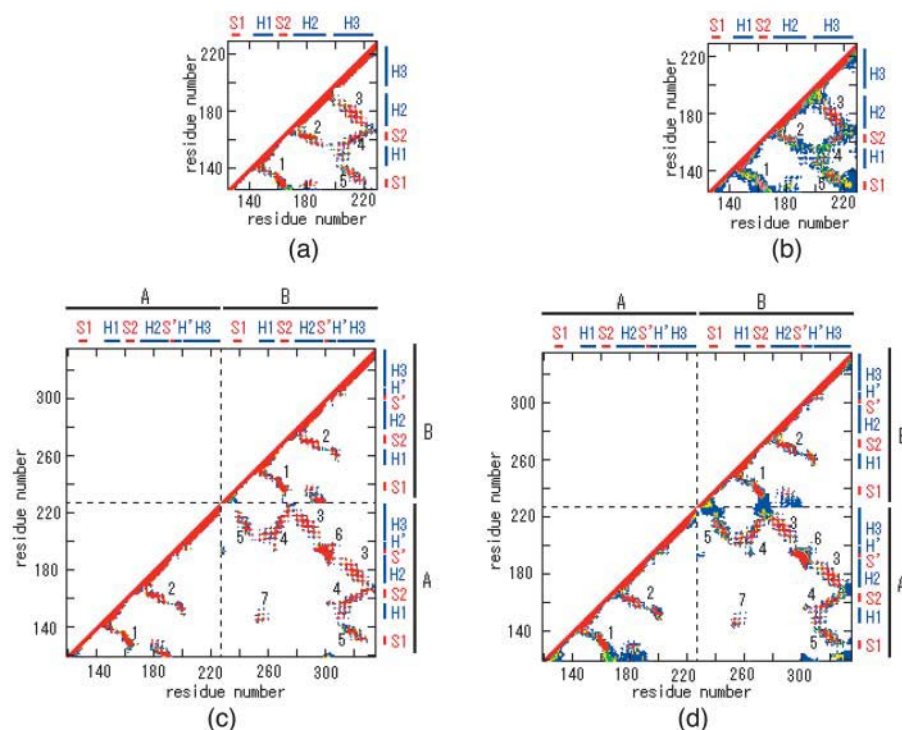 S1 H1 S2 H2 H3
220
180
140
residue number
1
2
3
4
5
H3
H2
S2
H1
S1
140 180 220
residue number
(a)
S1 H1 S2 H2 H3
220
180
140
residue number
1
2
3
4
5
H3
H2
S2
H1
S1
140 180 220
residue number
(b)
A B
S1 H1 S2 H2 S'H'H3 S1 H1 S2 H2 S'H'H3
300
260
220
180
140
residue number
2
1
5
4
3
6
3
2
7
4
1
5
H3
H'
S'
H2
S2
H1
S1
H3
H'
S'
H2
S2
H1
S1
B
A
140 180 220 260 300
residue number
(c)
A B
S1 H1 S2 H2 S'H'H3 S1 H1 S2 H2 S'H'H3
300
260
220
180
140
residue number
2
1
5
4
3
6
3
2
7
4
1
5
H3
H'
S'
H2
S2
H1
S1
H3
H'
S'
H2
S2
H1
S1
A
140 180 220 260 300
residue number
(d)